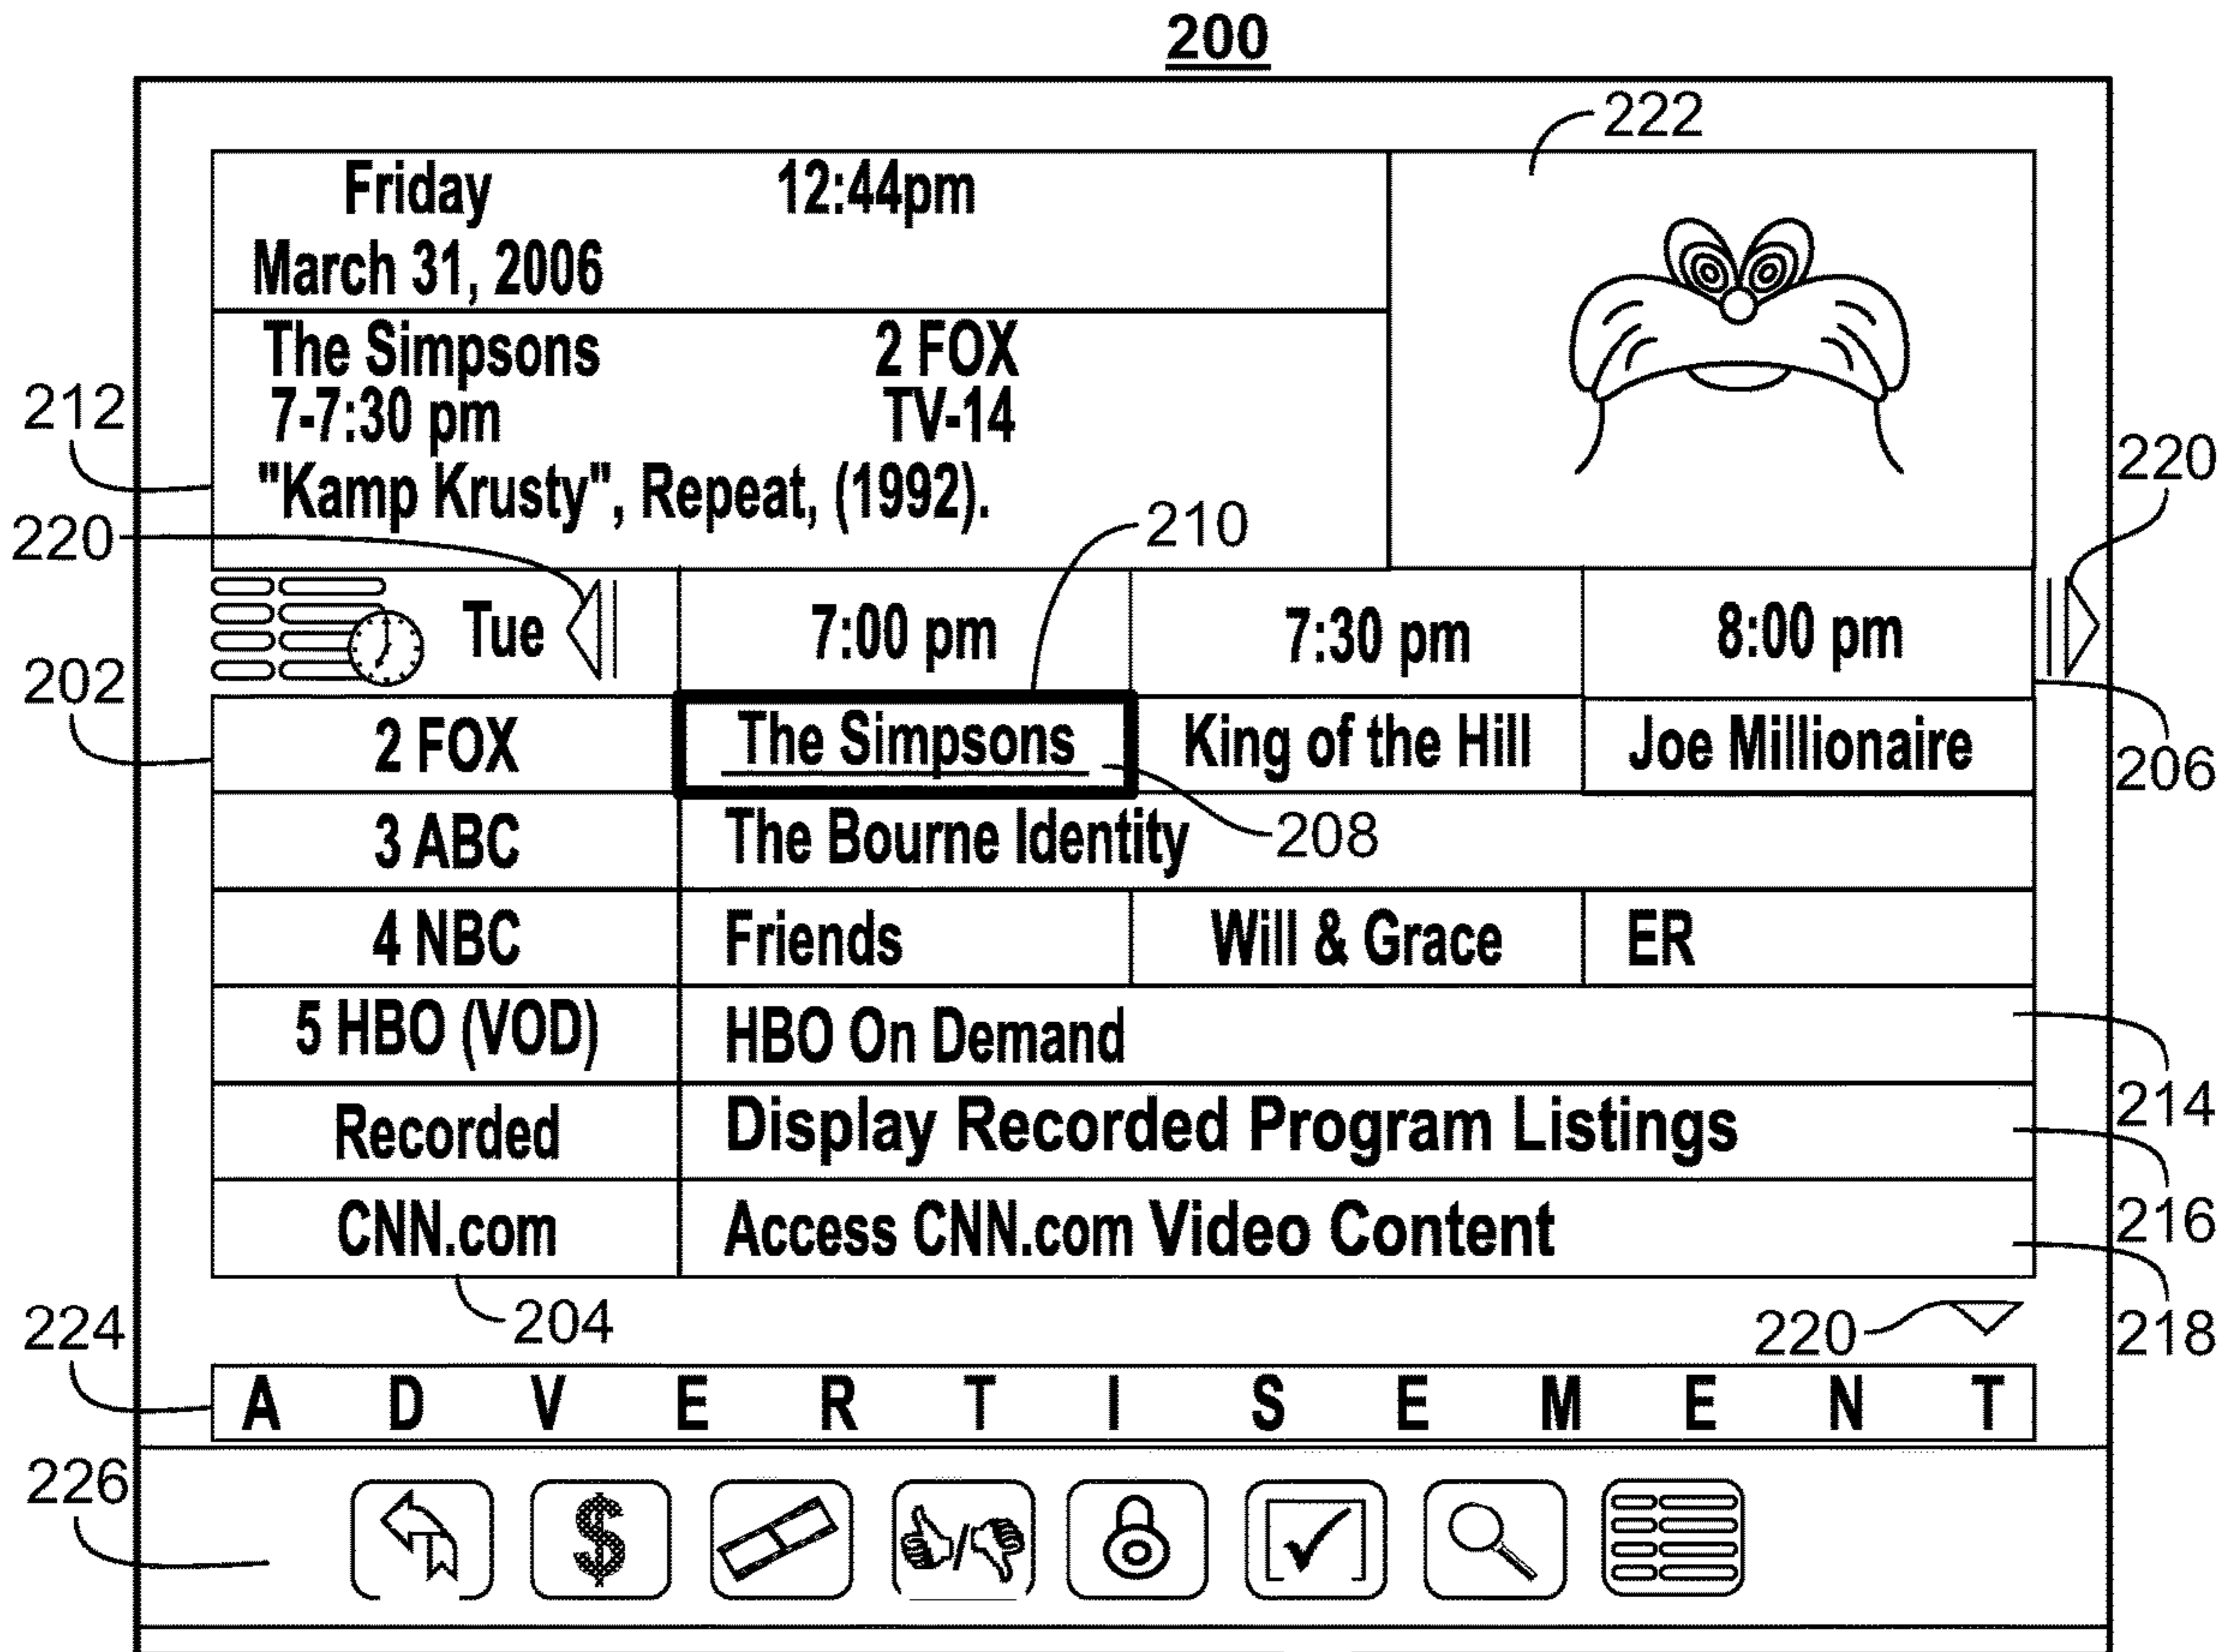 200
222
Friday 12:44pm
March 31, 2006
The Simpsons 2 FOX
212
7-7:30 pm TV-14
220
"Kamp Krusty", Repeat, (1992).
210
220
Tue 7:00 pm 7:30 pm 8:00 pm
202
2 FOX The Simpsons King of the Hill Joe Millionaire
206
3 ABC The Bourne Identity 208
4 NBC Friends Will & Grace ER
5 HBO (VOD) HBO On Demand
214
Recorded Display Recorded Program Listings
216
CNN.com Access CNN.com Video Content
224 204 220 218
A D V E R T I S E M E N T
226
$ /